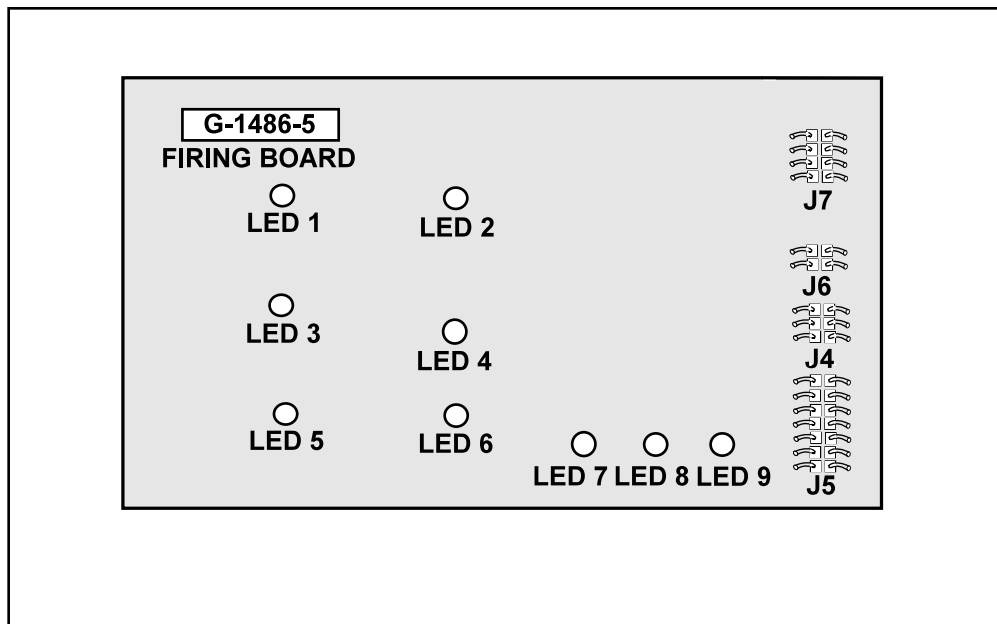 G-1486-5
FIRING BOARD
LED 1
LED 2
LED 3
LED 4
LED 5
LED 6
LED 7
LED 8
LED 9
J7
J6
J4
J5